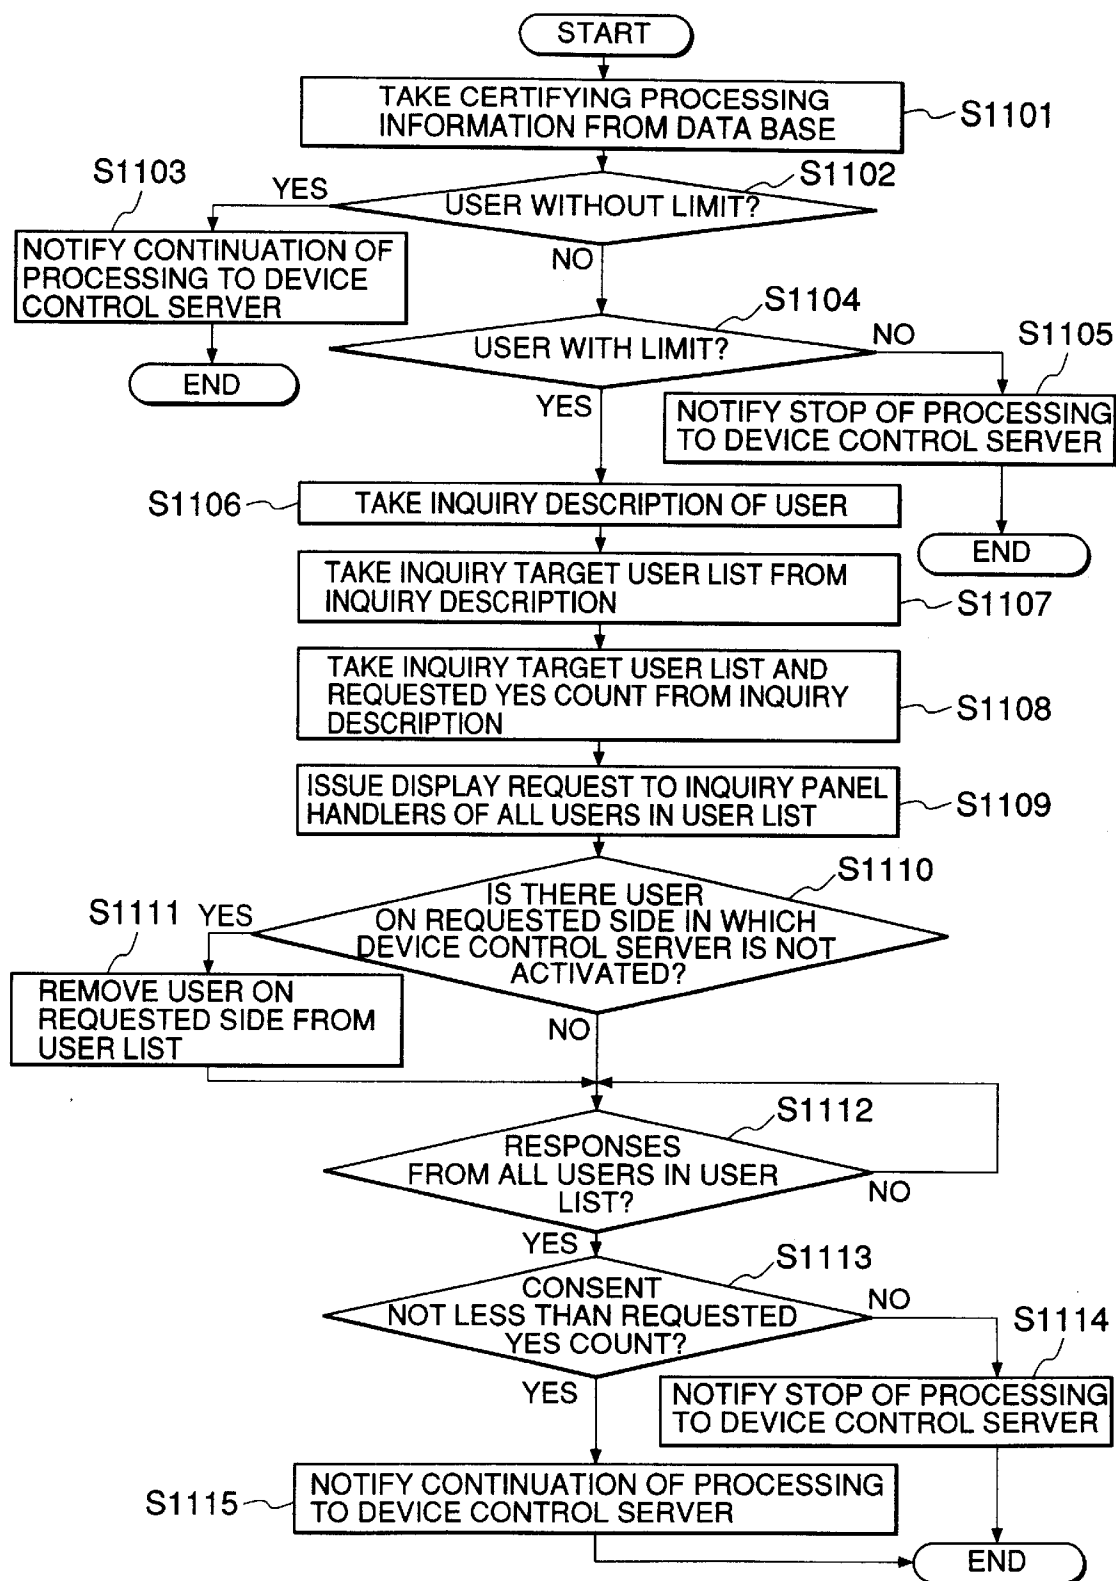 START
TAKE CERTIFYING PROCESSING
INFORMATION FROM DATA BASE
S1101
S1102
USER WITHOUT LIMIT?
YES
NO
S1103
NOTIFY CONTINUATION OF
PROCESSING TO DEVICE
CONTROL SERVER
END
S1104
USER WITH LIMIT?
NO
YES
S1105
NOTIFY STOP OF PROCESSING
TO DEVICE CONTROL SERVER
END
S1106
TAKE INQUIRY DESCRIPTION OF USER
TAKE INQUIRY TARGET USER LIST FROM
INQUIRY DESCRIPTION
S1107
TAKE INQUIRY TARGET USER LIST AND
REQUESTED YES COUNT FROM INQUIRY
DESCRIPTION
S1108
ISSUE DISPLAY REQUEST TO INQUIRY PANEL
HANDLERS OF ALL USERS IN USER LIST
S1109
S1110
IS THERE USER
ON REQUESTED SIDE IN WHICH
DEVICE CONTROL SERVER IS NOT
ACTIVATED?
YES
NO
S1111
REMOVE USER ON
REQUESTED SIDE FROM
USER LIST
S1112
RESPONSES
FROM ALL USERS IN USER
LIST?
NO
YES
S1113
CONSENT
NOT LESS THAN REQUESTED
YES COUNT?
NO
YES
S1114
NOTIFY STOP OF PROCESSING
TO DEVICE CONTROL SERVER
S1115
NOTIFY CONTINUATION OF PROCESSING
TO DEVICE CONTROL SERVER
END